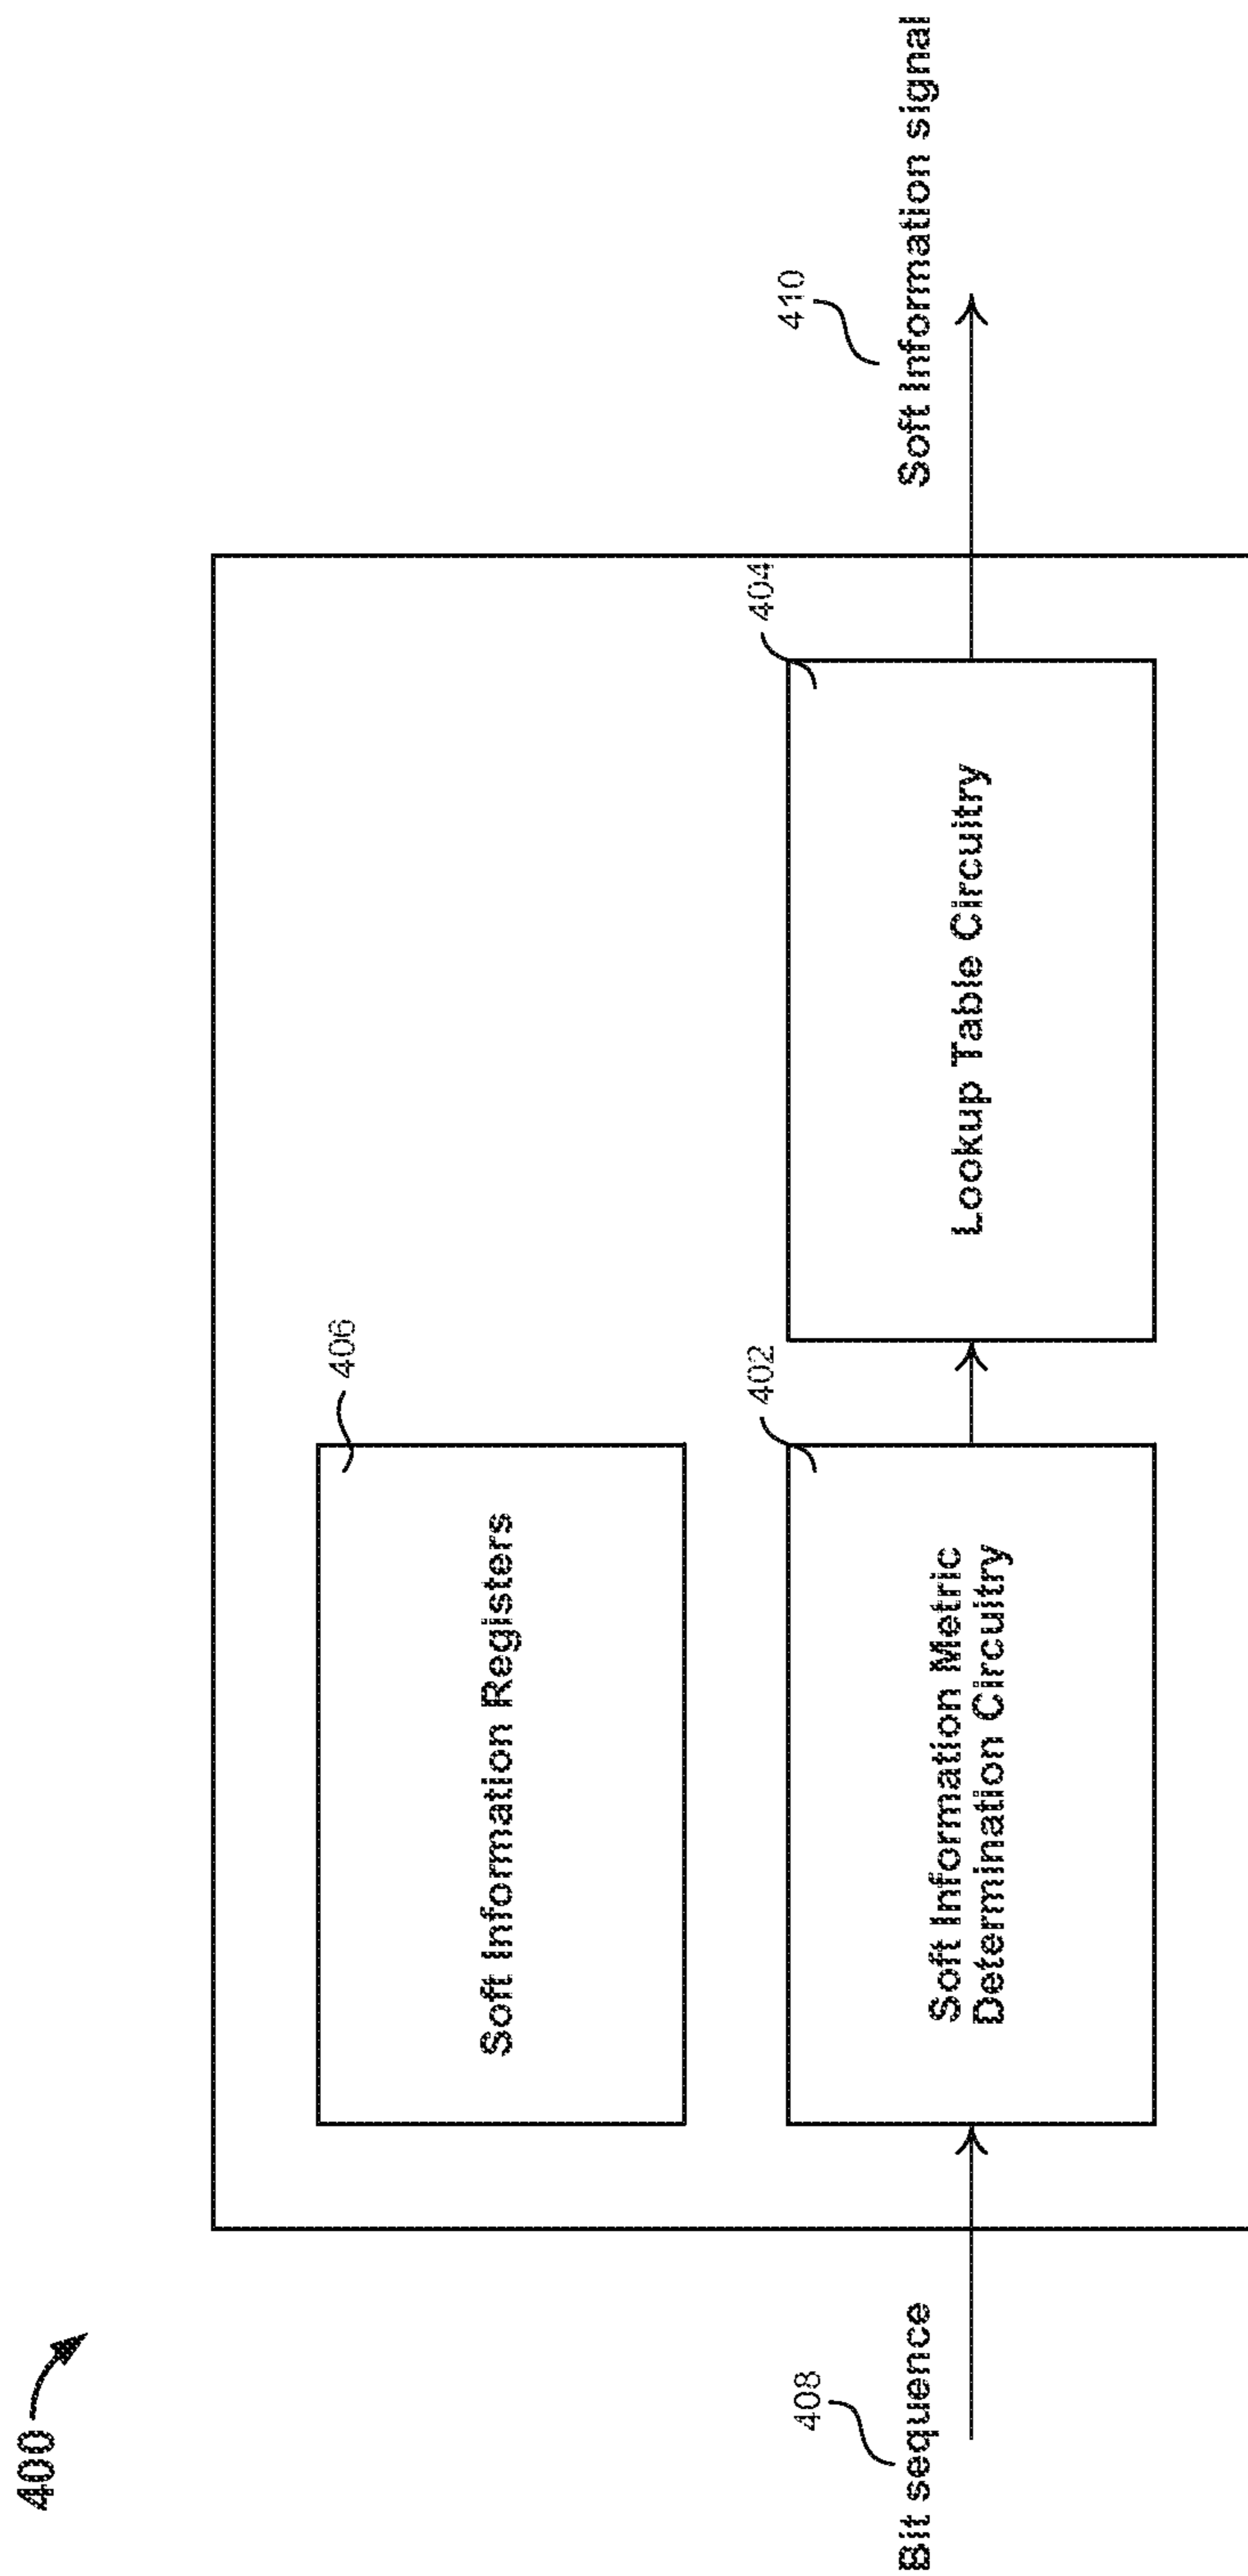 400
406
Soft Information Registers
408
Bit sequence
402
Soft Information Metric
Determination Circuitry
404
Lookup Table Circuitry
410
Soft Information signal